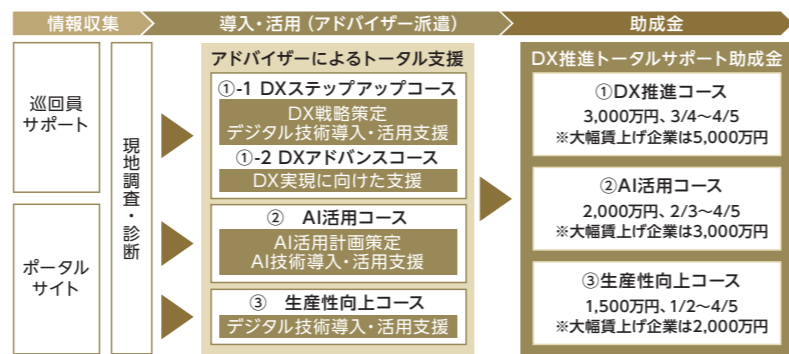 情報収集
導入・活用（アドバイザー派遣）
助成金
巡回員
サポート
ポータル
サイト
現地調査・診断
アドバイザーによるトータル支援
①-1 DXステップアップコース
DX戦略策定
デジタル技術導入・活用支援
①-2 DXアドバンスコース
DX実現に向けた支援
② AI活用コース
AI活用計画策定
AI技術導入・活用支援
③ 生産性向上コース
デジタル技術導入・活用支援
DX推進トータルサポート助成金
①DX推進コース
3,000万円、3/4～4/5
※大幅賃上げ企業は5,000万円
②AI活用コース
2,000万円、2/3～4/5
※大幅賃上げ企業は3,000万円
③生産性向上コース
1,500万円、1/2～4/5
※大幅賃上げ企業は2,000万円